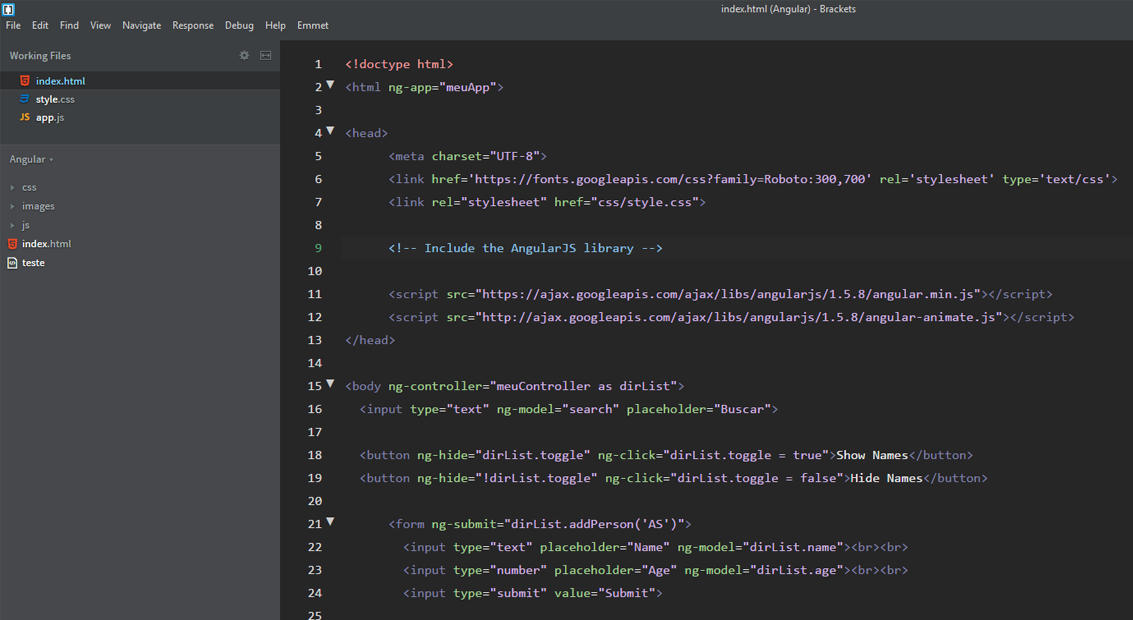 index.html (Angular) - Brackets
File Edit Find View Navigate Response Debug Help Emmet
Working Files
index.html
style.css
JS app.js
Angular
css
images
js
index.html
teste
1 <!doctype html>
2 <html ng-app="meuApp">
3
4 <head>
5 <meta charset="UTF-8">
6 <link href='https://fonts.googleapis.com/css?family=Roboto:300,700' rel='stylesheet' type='text/css'>
7 <link rel="stylesheet" href="css/style.css">
8
9 <!-- Include the AngularJS library -->
10
11 <script src="https://ajax.googleapis.com/ajax/libs/angularjs/1.5.8/angular.min.js"></script>
12 <script src="http://ajax.googleapis.com/ajax/libs/angularjs/1.5.8/angular-animate.js"></script>
13 </head>
14
15 <body ng-controller="meuController as dirList">
16 <input type="text" ng-model="search" placeholder="Buscar">
17
18 <button ng-hide="dirList.toggle" ng-click="dirList.toggle = true">Show Names</button>
19 <button ng-hide="!dirList.toggle" ng-click="dirList.toggle = false">Hide Names</button>
20
21 <form ng-submit="dirList.addPerson('AS')">
22 <input type="text" placeholder="Name" ng-model="dirList.name"><br><br>
23 <input type="number" placeholder="Age" ng-model="dirList.age"><br><br>
24 <input type="submit" value="Submit">
25